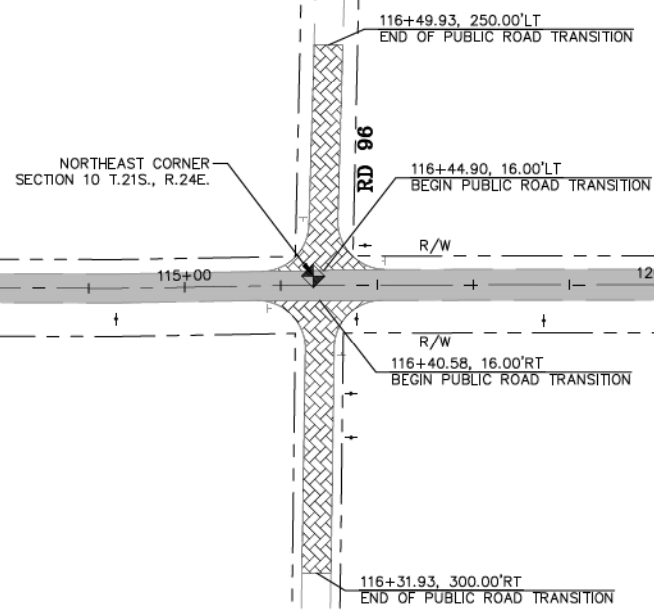 116+49.93, 250.00'LT
END OF PUBLIC ROAD TRANSITION
RD 96
NORTHEAST CORNER
SECTION 10 T.21S., R.24E.
116+44.90, 16.00'LT
BEGIN PUBLIC ROAD TRANSITION
R/W
115+00
12
R/W
116+40.58, 16.00'RT
BEGIN PUBLIC ROAD TRANSITION
116+31.93, 300.00'RT
END OF PUBLIC ROAD TRANSITION